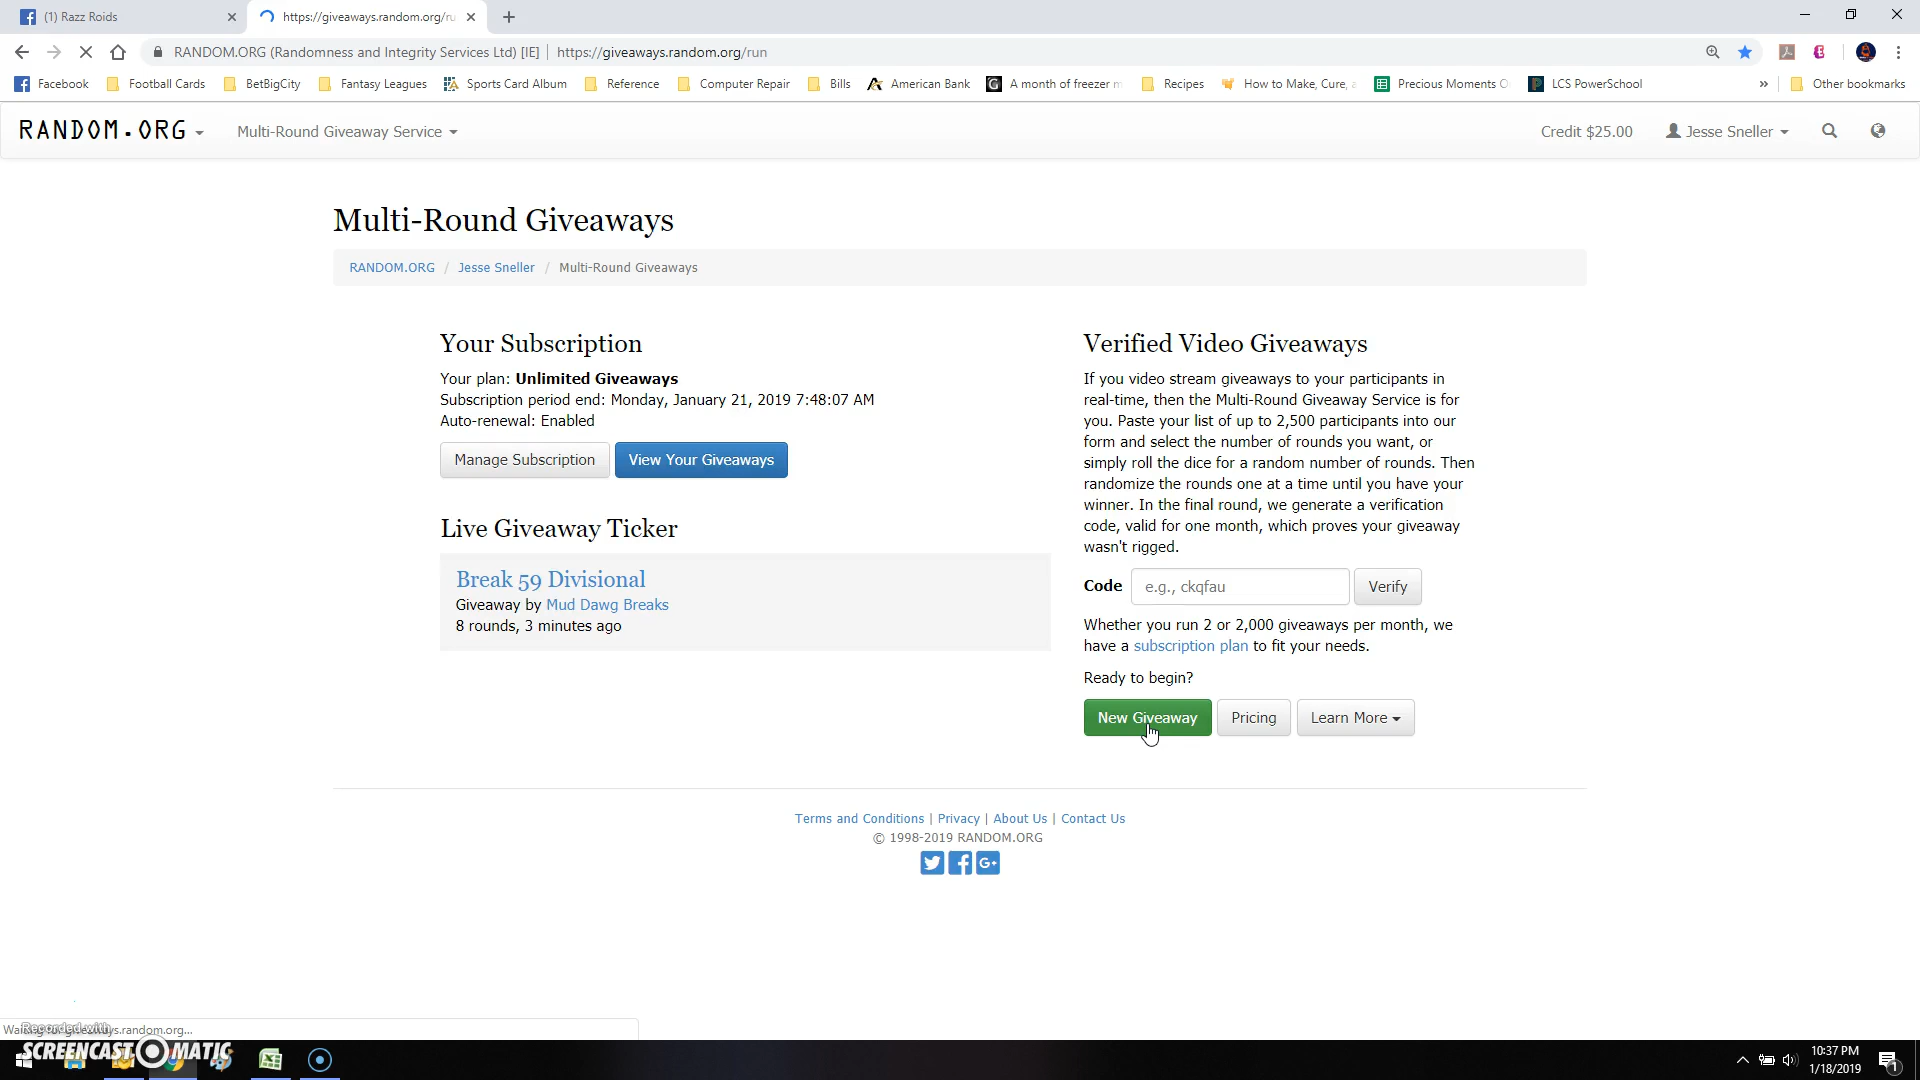 (1) Razz Roids
https://giveaways.random.org/ru
RANDOM.ORG (Randomness and Integrity Services Ltd) [IE] | https://giveaways.random.org/run
Facebook Football Cards BetBigCity Fantasy Leagues Sports Card Album Reference Computer Repair Bills American Bank A month of freezer m Recipes How to Make, Cure, a Precious Moments O LCS PowerSchool » Other bookmarks
RANDOM.ORG Multi-Round Giveaway Service Credit $25.00 Jesse Sneller
Multi-Round Giveaways
RANDOM.ORG / Jesse Sneller / Multi-Round Giveaways
Your Subscription
Your plan: Unlimited Giveaways
Subscription period end: Monday, January 21, 2019 7:48:07 AM
Auto-renewal: Enabled
Manage Subscription View Your Giveaways
Live Giveaway Ticker
Break 59 Divisional
Giveaway by Mud Dawg Breaks
8 rounds, 3 minutes ago
Verified Video Giveaways
If you video stream giveaways to your participants in
real-time, then the Multi-Round Giveaway Service is for
you. Paste your list of up to 2,500 participants into our
form and select the number of rounds you want, or
simply roll the dice for a random number of rounds. Then
randomize the rounds one at a time until you have your
winner. In the final round, we generate a verification
code, valid for one month, which proves your giveaway
wasn't rigged.
Code e.g., ckqfau Verify
Whether you run 2 or 2,000 giveaways per month, we
have a subscription plan to fit your needs.
Ready to begin?
New Giveaway Pricing Learn More
Terms and Conditions | Privacy | About Us | Contact Us
© 1998-2019 RANDOM.ORG
Waiting for giveaways.random.org...
Recorded with
SCREENCAST-O-MATIC
10:37 PM
1/18/2019
1